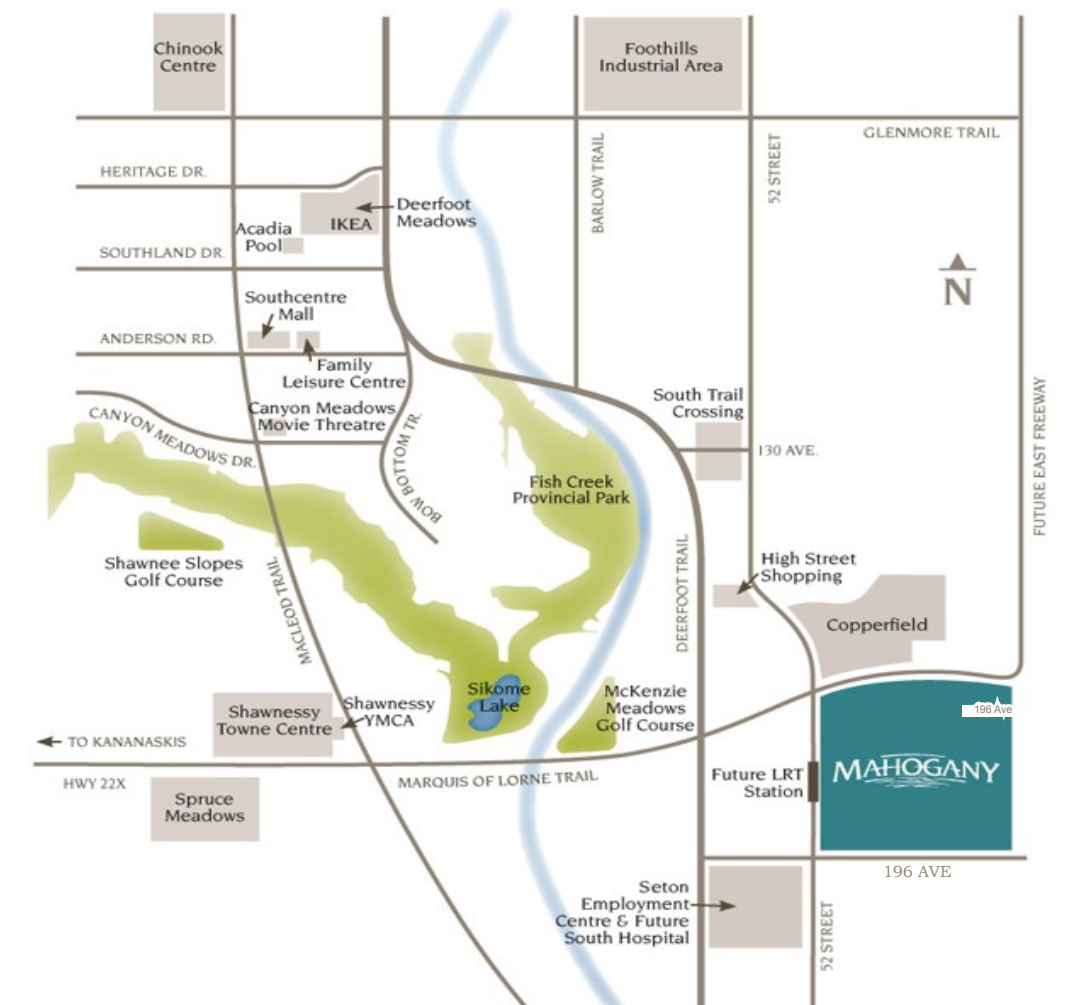 Chinook
Centre
Foothills
Industrial Area
GLENMORE TRAIL
HERITAGE DR.
BARLOW TRAIL
52 STREET
Deerfoot
Meadows
IKEA
Acadia
Pool
SOUTHLAND DR.
N
Southcentre
Mall
ANDERSON RD.
Family
Leisure Centre
Canyon Meadows
Movie Threatre
CANYON MEADOWS DR.
BOW BOTTOM TR.
South Trail
Crossing
130 AVE.
FUTURE EAST FREEWAY
Fish Creek
Provincial Park
Shawnee Slopes
Golf Course
MACLEOD TRAIL
DEERFOOT TRAIL
High Street
Shopping
Copperfield
Sikome
Lake
McKenzie
Meadows
Golf Course
Shawnessy
Towne Centre
Shawnessy
YMCA
196 Ave
TO KANANASKIS
HWY 22X
MARQUIS OF LORNE TRAIL
Future LRT
Station
MAHOGANY
Spruce
Meadows
196 AVE
Seton
Employment
Centre & Future
South Hospital
52 STREET